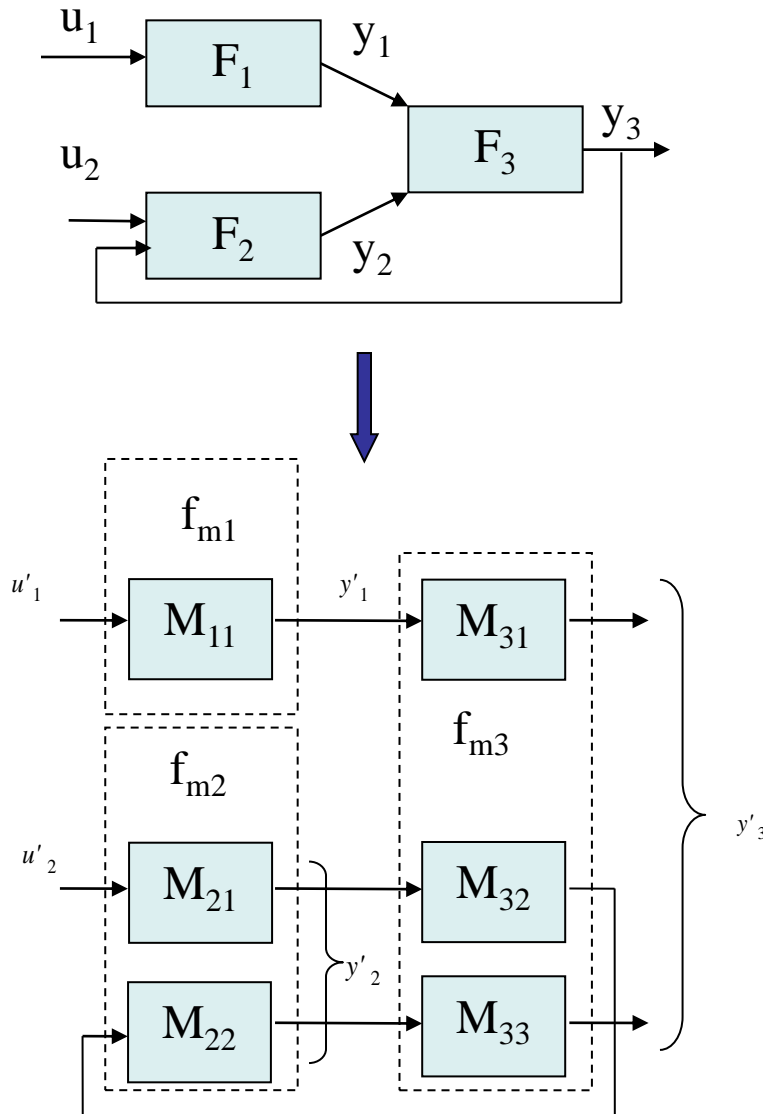 u₁
F₁
y₁
F₃
y₃
u₂
F₂
y₂
fₘ₁
u'₁
M₁₁
y'₁
M₃₁
fₘ₂
fₘ₃
y'₃
u'₂
M₂₁
M₃₂
y'₂
M₂₂
M₃₃